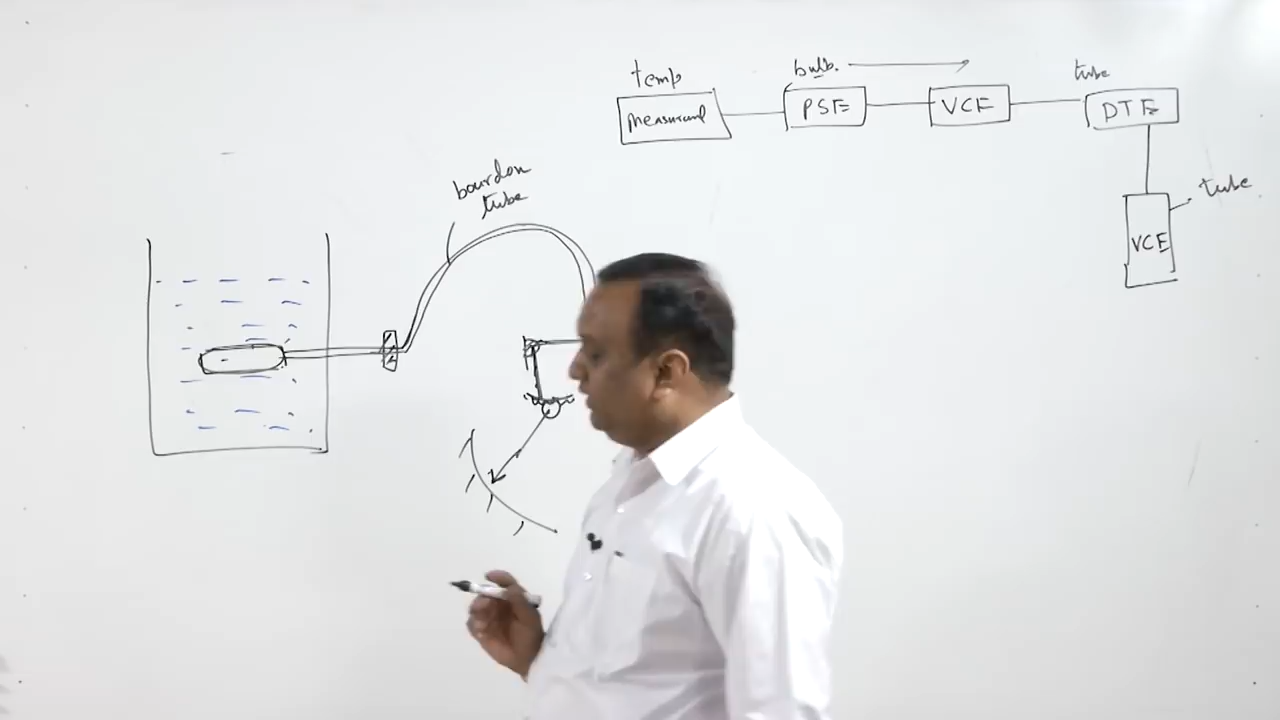 temp
measurand
bulb.
PSE
VCE
tube
DTE
VCE
tube
bourdon
tube